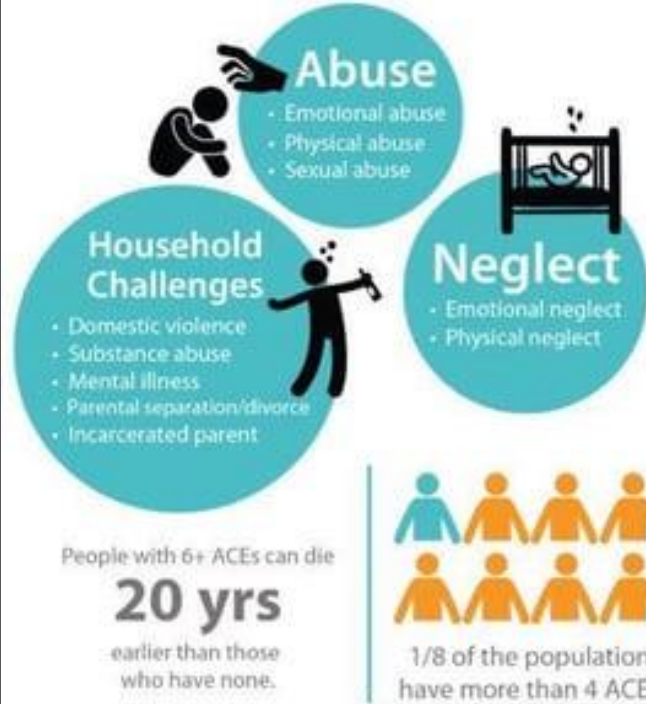 Abuse
• Emotional abuse
• Physical abuse
• Sexual abuse
Household
Challenges
• Domestic violence
• Substance abuse
• Mental illness
• Parental separation/divorce
• Incarcerated parent
Neglect
• Emotional neglect
• Physical neglect
People with 6+ ACEs can die
20 yrs
earlier than those
who have none.
1/8 of the population
have more than 4 ACE